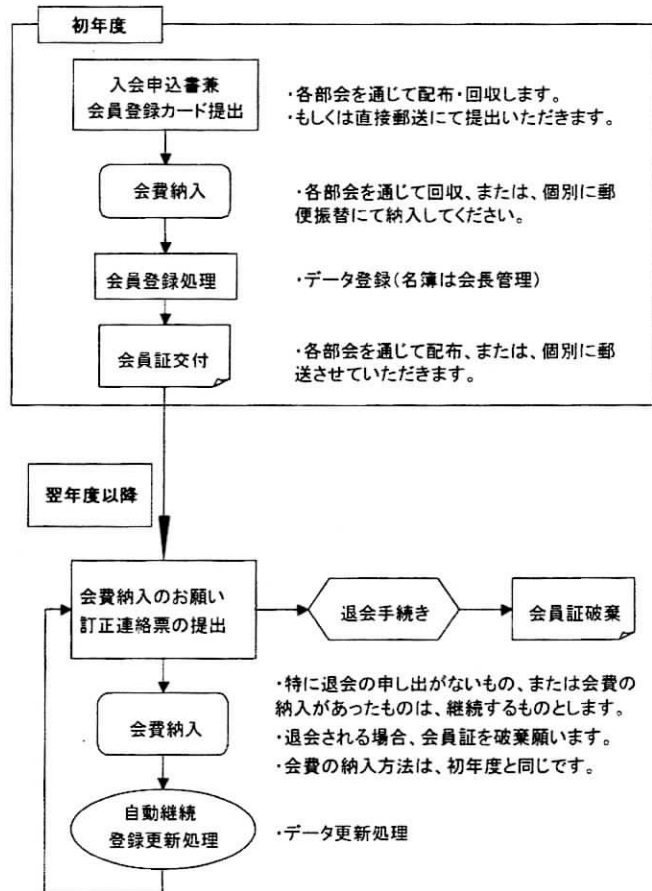 初年度
入会申込書兼
会員登録カード提出
・各部会を通じて配布・回収します。
・もしくは直接郵送にて提出いただきます。
会費納入
・各部会を通じて回収、または、個別に郵
便振替にて納入してください。
会員登録処理
・データ登録(名簿は会長管理)
会員証交付
・各部会を通じて配布、または、個別に郵
送させていただきます。
翌年度以降
会費納入のお願い
訂正連絡票の提出
退会手続き
会員証破棄
・特に退会の申し出がないもの、または会費の
納入があったものは、継続するものとします。
・退会される場合、会員証を破棄願います。
・会費の納入方法は、初年度と同じです。
会費納入
自動継続
登録更新処理
・データ更新処理